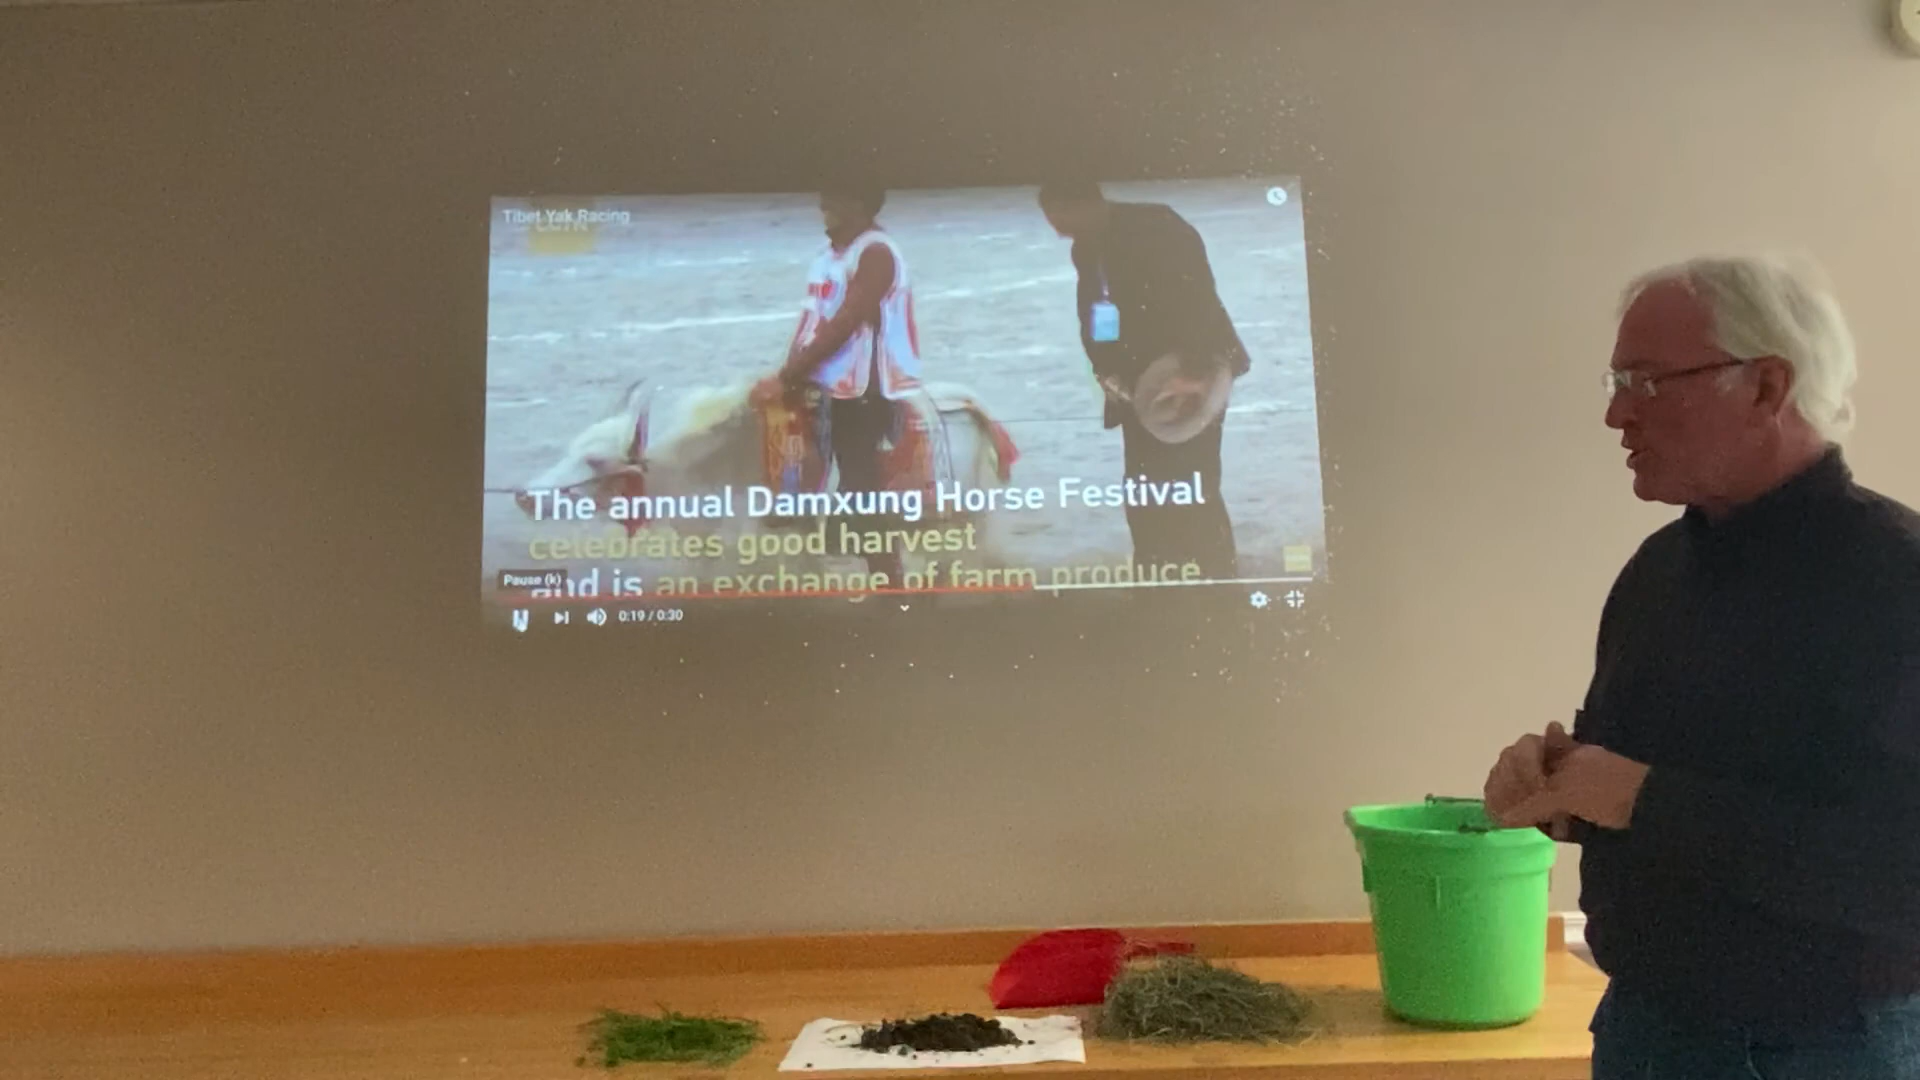 Tibet Yak Racing
CGTN
The annual Damxung Horse Festival
celebrates good harvest
and is an exchange of farm produce.
Pause (k)
0:19 / 0:30